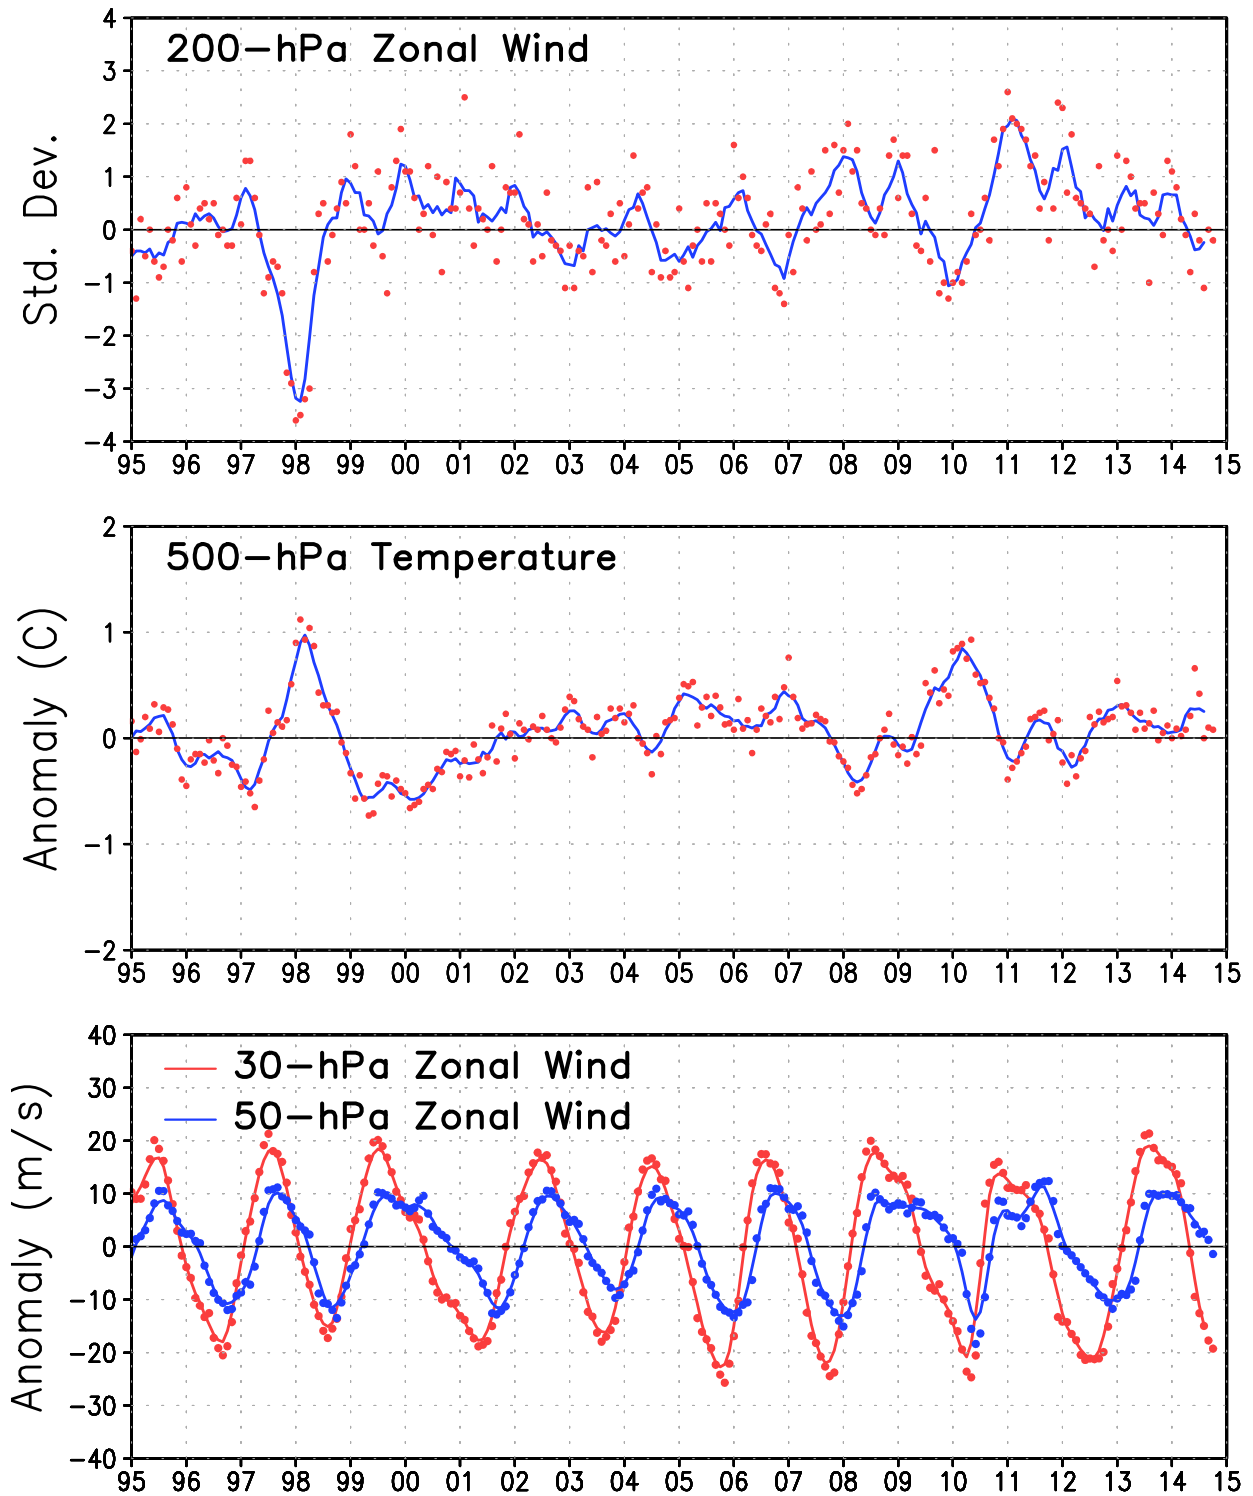 200-hPa Zonal Wind
Std. Dev.
4
3
2
1
0
-1
-2
-3
-4
95 96 97 98 99 00 01 02 03 04 05 06 07 08 09 10 11 12 13 14 15
500-hPa Temperature
Anomaly (C)
2
1
0
-1
-2
95 96 97 98 99 00 01 02 03 04 05 06 07 08 09 10 11 12 13 14 15
30-hPa Zonal Wind
50-hPa Zonal Wind
Anomaly (m/s)
40
30
20
10
0
-10
-20
-30
-40
95 96 97 98 99 00 01 02 03 04 05 06 07 08 09 10 11 12 13 14 15